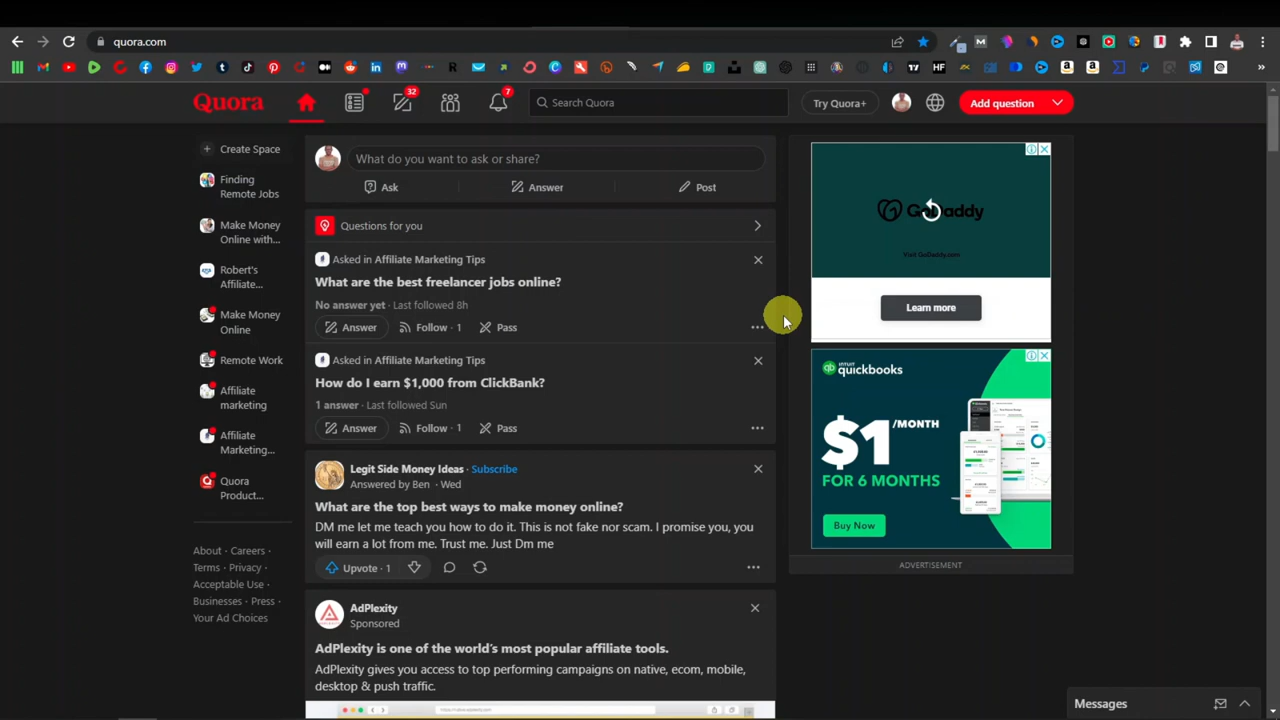 quora.com
Quora
32
7
Search Quora
Try Quora+
Add question
Create Space
Finding
Remote Jobs
Make Money
Online with...
Robert's
Affiliate...
Make Money
Online
Remote Work
Affiliate
marketing
Affiliate
Marketing...
Quora
Product...
About · Careers ·
Terms · Privacy ·
Acceptable Use ·
Businesses · Press ·
Your Ad Choices
What do you want to ask or share?
Ask
Answer
Post
Questions for you
Asked in Affiliate Marketing Tips
What are the best freelancer jobs online?
No answer yet · Last followed 8h
Answer
Follow · 1
Pass
Asked in Affiliate Marketing Tips
How do I earn $1,000 from ClickBank?
1 answer · Last followed Sun
Answer
Follow · 1
Pass
Legit Side Money Ideas · Subscribe
Answered by Ben · Wed
to make money online?
DM me let me teach you how to do it. This is not fake nor scam. I promise you, you
will earn a lot from me. Trust me. Just Dm me
Upvote · 1
AdPlexity
Sponsored
AdPlexity is one of the world's most popular affiliate tools.
AdPlexity gives you access to top performing campaigns on native, ecom, mobile,
desktop & push traffic.
GoDaddy
Visit GoDaddy.com
Learn more
INTUIT
quickbooks
$1/MONTH
FOR 6 MONTHS
Buy Now
ADVERTISEMENT
Messages